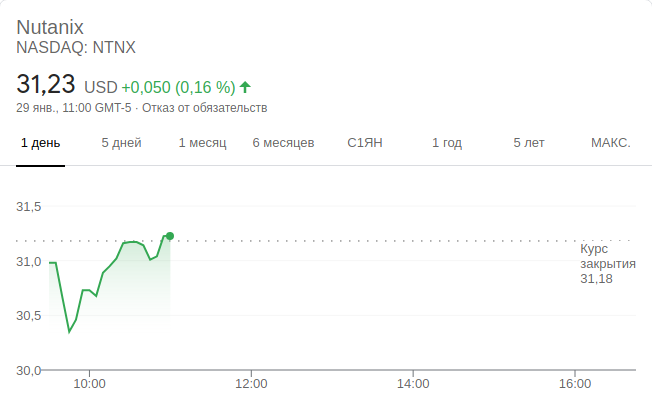 Nutanix
NASDAQ: NTNX
31,23 USD +0,050 (0,16 %)
29 янв., 11:00 GMT-5 · Отказ от обязательств
1 день 5 дней 1 месяц 6 месяцев С1ЯН 1 год 5 лет МАКС.
31,5
Курс
закрытия
31,18
31,0
30,5
30,0
10:00 12:00 14:00 16:00